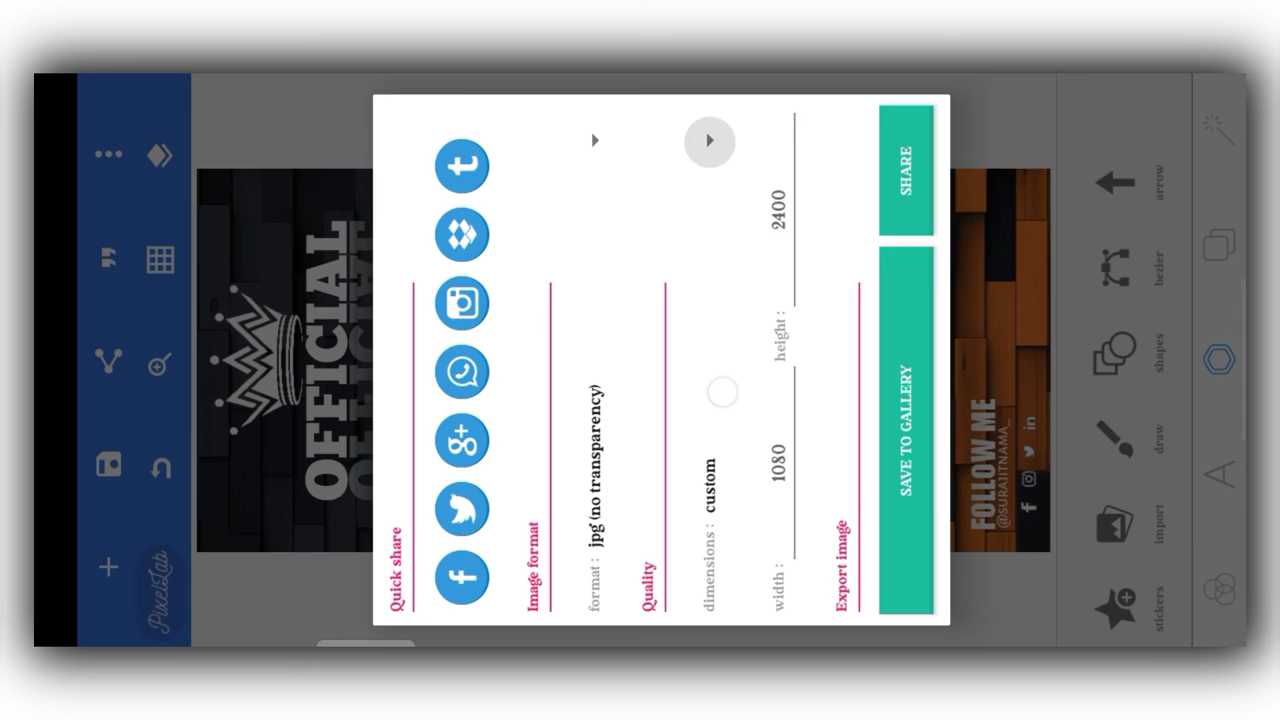 PixelLab
OFFICIAL
OFFICIAL
Quick share
Image format
format : jpg (no transparency)
Quality
dimensions : custom
width : 1080 height : 2400
Export image
SAVE TO GALLERY SHARE
FOLLOW ME
@SURAJITNAMA_
stickers import draw shapes bezier arrow